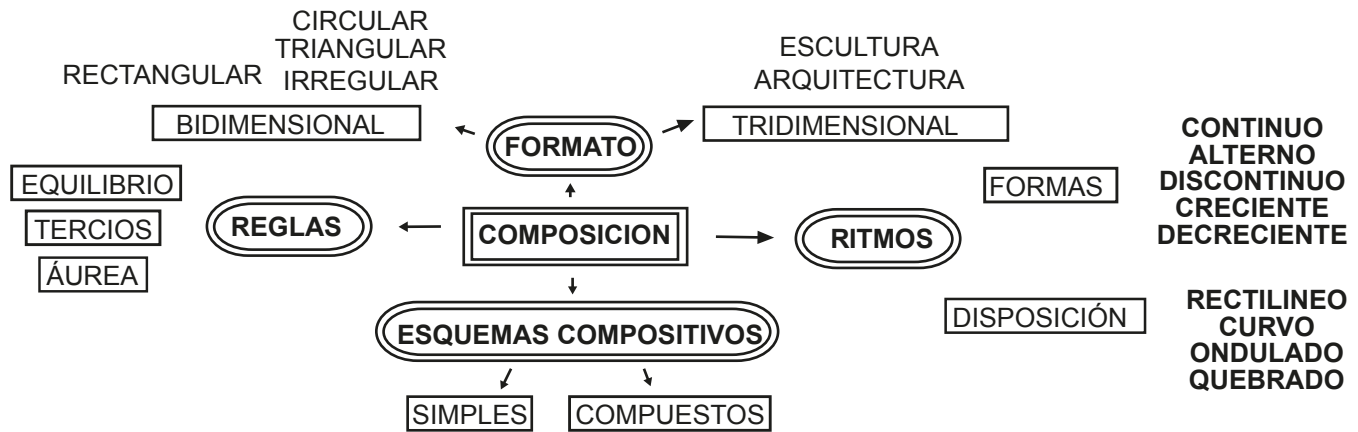 CIRCULAR
TRIANGULAR
IRREGULAR
RECTANGULAR
BIDIMENSIONAL
FORMATO
ESCULTURA
ARQUITECTURA
TRIDIMENSIONAL
EQUILIBRIO
TERCIOS
ÁUREA
REGLAS
COMPOSICION
RITMOS
FORMAS
CONTINUO
ALTERNO
DISCONTINUO
CRECIENTE
DECRECIENTE
DISPOSICIÓN
RECTILINEO
CURVO
ONDULADO
QUEBRADO
ESQUEMAS COMPOSITIVOS
SIMPLES
COMPUESTOS